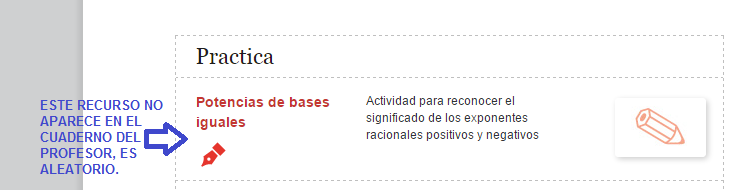 Practica
ESTE RECURSO NO
APARECE EN EL
CUADERNO DEL
PROFESOR, ES
ALEATORIO.
Potencias de bases
iguales
Actividad para reconocer el
significado de los exponentes
racionales positivos y negativos